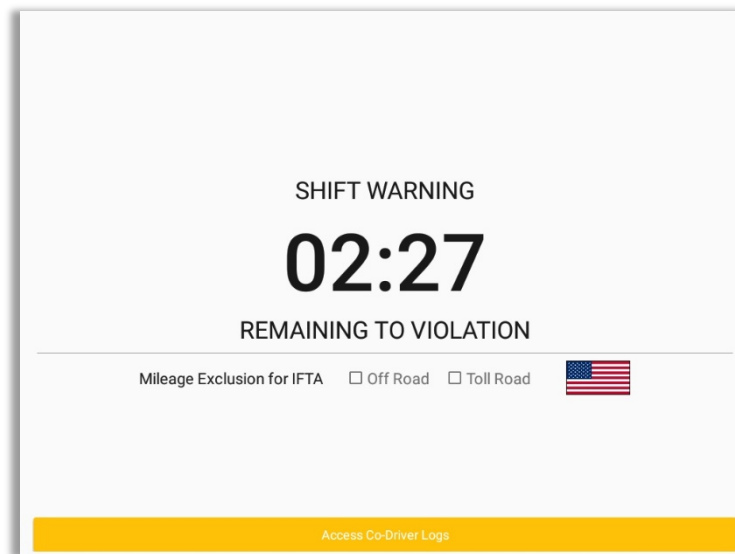 SHIFT WARNING
02:27
REMAINING TO VIOLATION
Mileage Exclusion for IFTA Off Road Toll Road
Access Co-Driver Logs